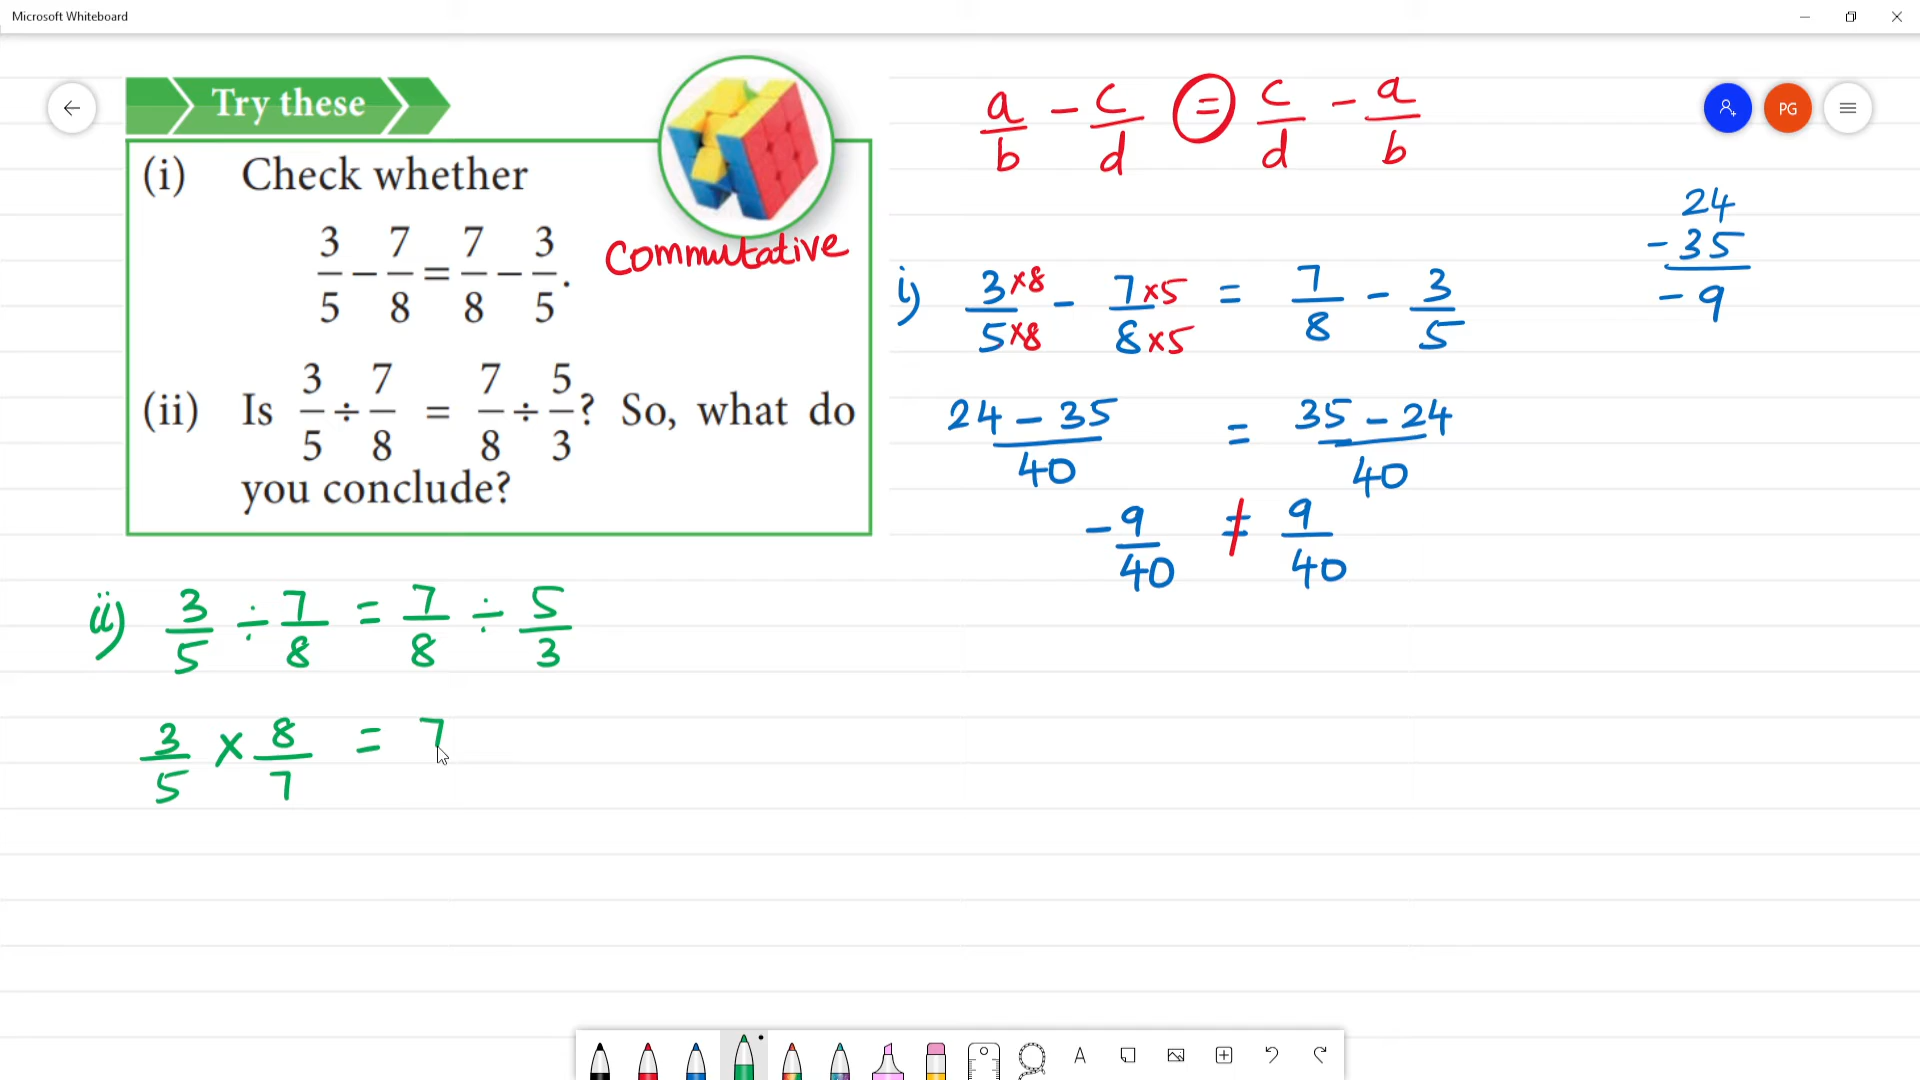 Microsoft Whiteboard
Try these
(i) Check whether
3/5 − 7/8 = 7/8 − 3/5.
Commutative
(ii) Is 3/5 ÷ 7/8 = 7/8 ÷ 5/3? So, what do
you conclude?
a/b − c/d = c/d − a/b
PG
24
− 35
− 9
i) 3×8/5×8 − 7×5/8×5 = 7/8 − 3/5
24 − 35/40 = 35 − 24/40
−9/40 ≠ 9/40
ii) 3/5 ÷ 7/8 = 7/8 ÷ 5/3
3/5 × 8/7 = 7
A